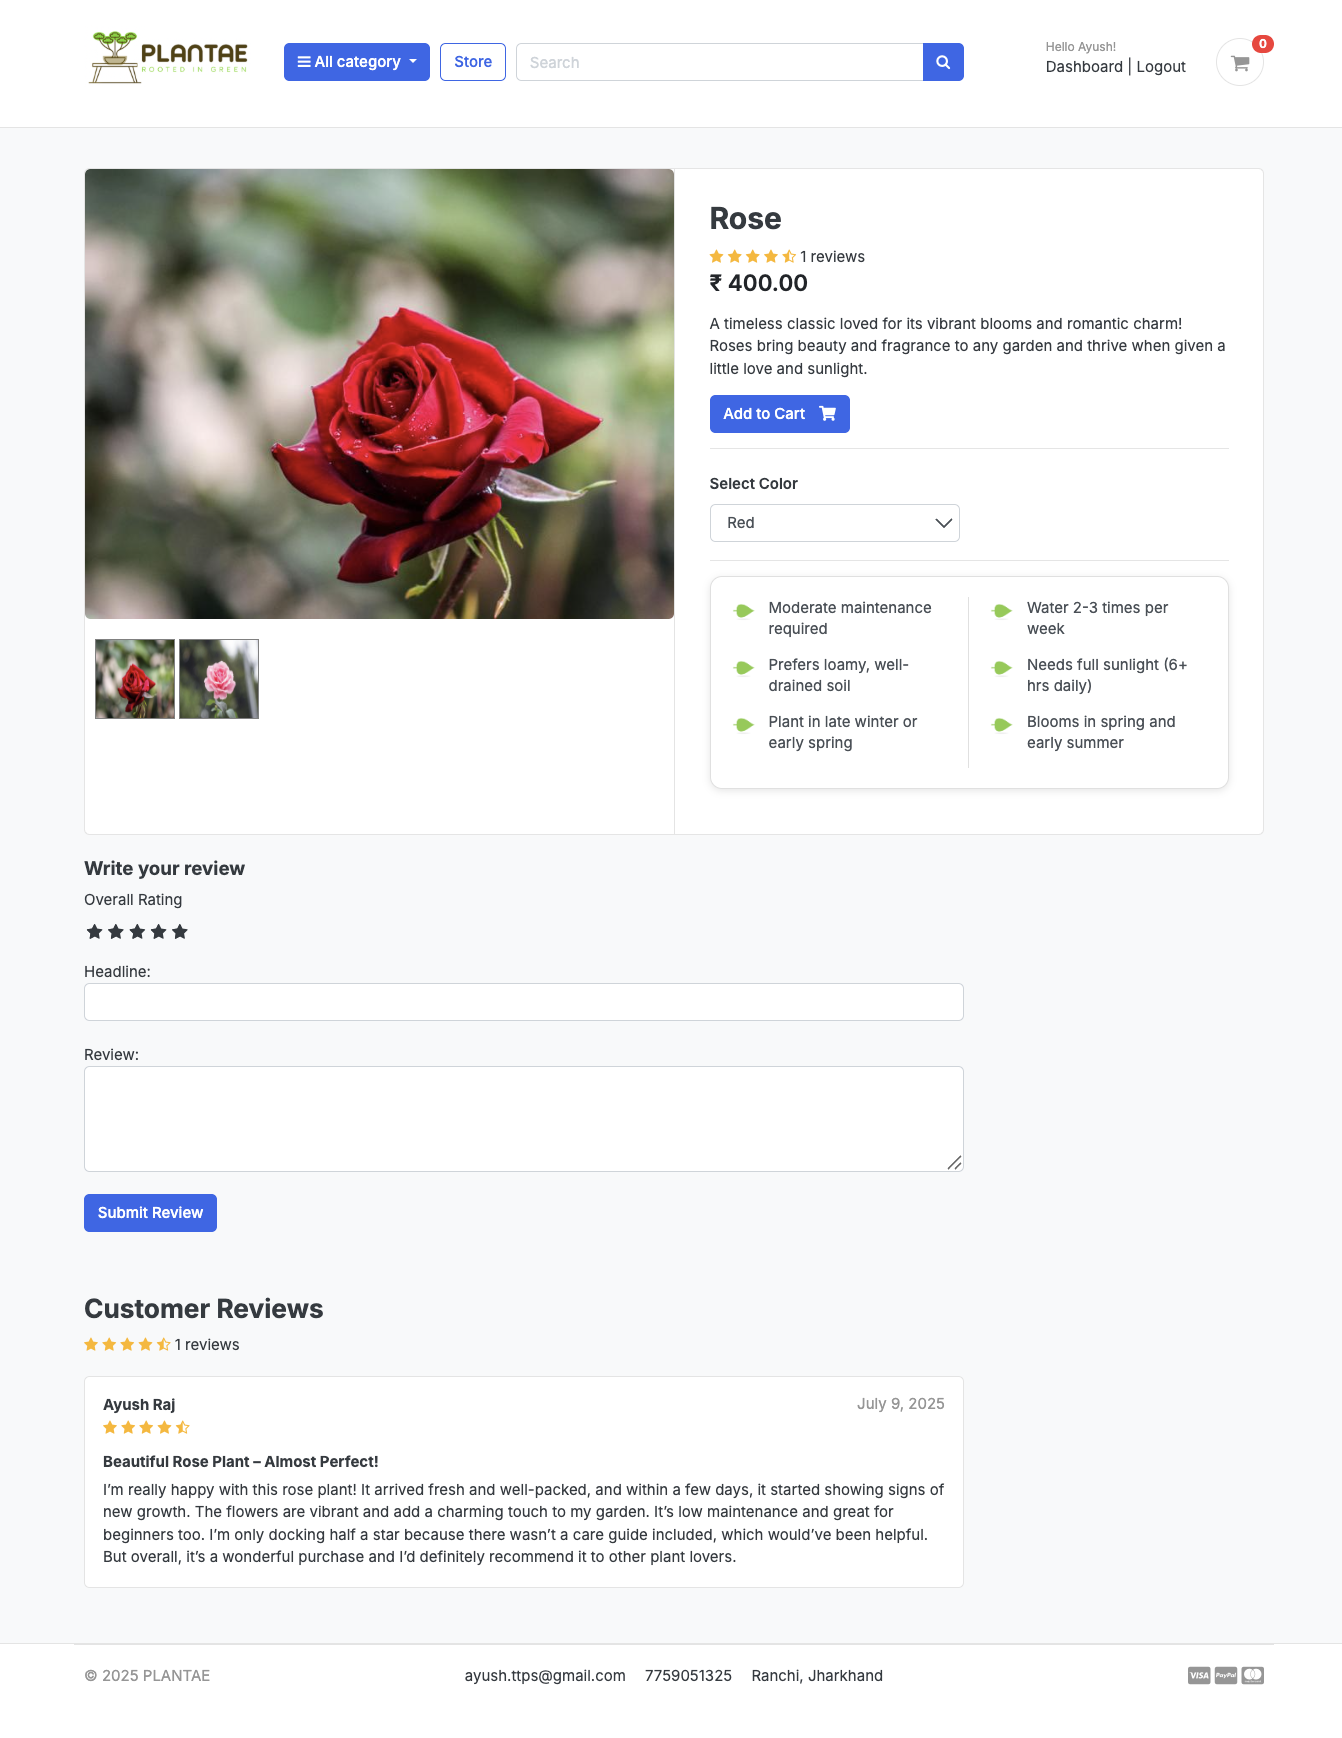 PLANTAE
ROOTED IN GREEN
All category
Store
Search
Hello Ayush!
Dashboard | Logout
0
Rose
1 reviews
₹ 400.00
A timeless classic loved for its vibrant blooms and romantic charm!
Roses bring beauty and fragrance to any garden and thrive when given a
little love and sunlight.
Add to Cart
Select Color
Red
Moderate maintenance
required
Prefers loamy, well-
drained soil
Plant in late winter or
early spring
Water 2-3 times per
week
Needs full sunlight (6+
hrs daily)
Blooms in spring and
early summer
Write your review
Overall Rating
Headline:
Review:
Submit Review
Customer Reviews
1 reviews
Ayush Raj
July 9, 2025
Beautiful Rose Plant – Almost Perfect!
I’m really happy with this rose plant! It arrived fresh and well-packed, and within a few days, it started showing signs of
new growth. The flowers are vibrant and add a charming touch to my garden. It’s low maintenance and great for
beginners too. I’m only docking half a star because there wasn’t a care guide included, which would’ve been helpful.
But overall, it’s a wonderful purchase and I’d definitely recommend it to other plant lovers.
© 2025 PLANTAE
ayush.ttps@gmail.com 7759051325 Ranchi, Jharkhand
VISA PayPal